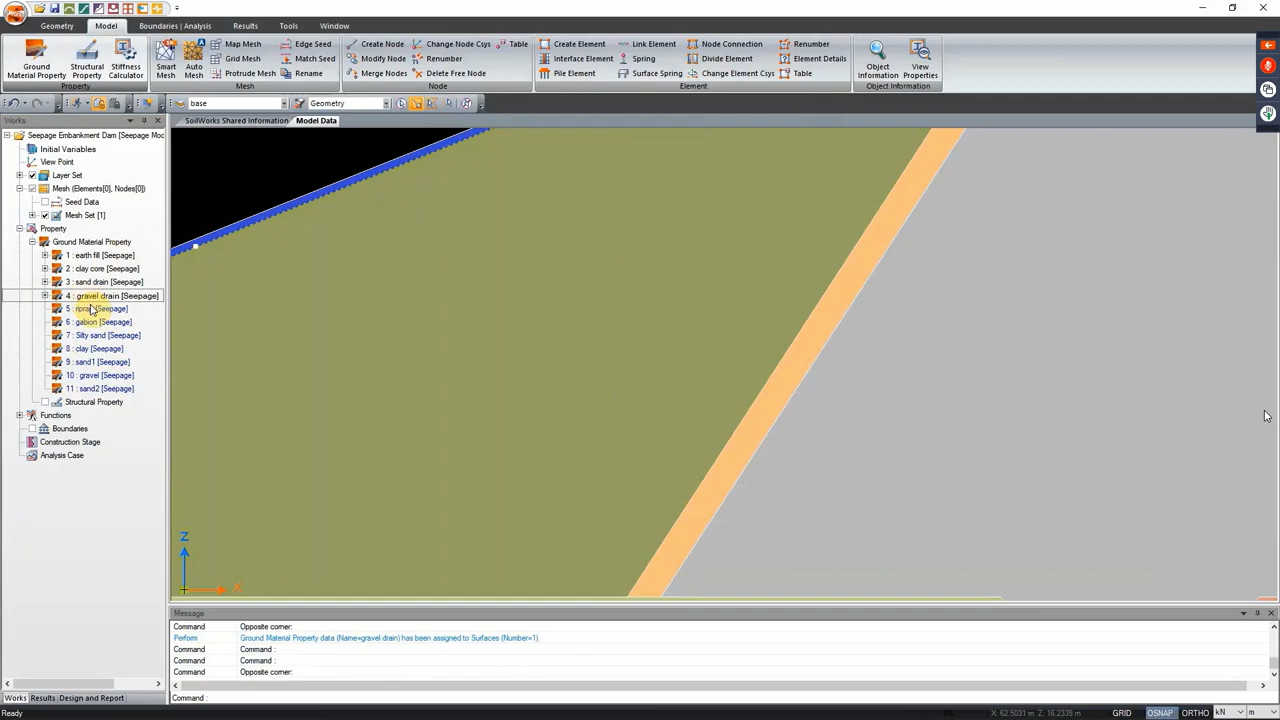 Geometry Model Boundaries | Analysis Results Tools Window
Map Mesh Edge Seed Create Node Change Node Csys Table Create Element Link Element Node Connection Renumber
Grid Mesh Match Seed Modify Node Renumber Interface Element Spring Divide Element Element Details
Protrude Mesh Rename Merge Nodes Delete Free Node Pile Element Surface Spring Change Element Csys Table
Ground Material Property Structural Property Stiffness Calculator Smart Mesh Auto Mesh Object Information View Properties
Property Mesh Node Element Object Information
base Geometry
Works SoilWorks Shared Information Model Data
Seepage Embankment Dam [Seepage Moc
Initial Variables
View Point
Layer Set
Mesh (Elements[0], Nodes[0])
Seed Data
Mesh Set [1]
Property
Ground Material Property
1 : earth fill [Seepage]
2 : clay core [Seepage]
3 : sand drain [Seepage]
4 : gravel drain [Seepage]
5 : riprap [Seepage]
6 : gabion [Seepage]
7 : Silty sand [Seepage]
8 : clay [Seepage]
9 : sand1 [Seepage]
10 : gravel [Seepage]
11 : sand2 [Seepage]
Structural Property
Functions
Boundaries
Construction Stage
Analysis Case
Z
X
Message
Command Opposite corner:
Perform Ground Material Property data (Name=gravel drain) has been assigned to Surfaces (Number=1).
Command Command :
Command Command :
Command Opposite corner:
Works Results Design and Report Command :
Ready X: 62.5031 m Z: 16.2339 m GRID OSNAP ORTHO kN m